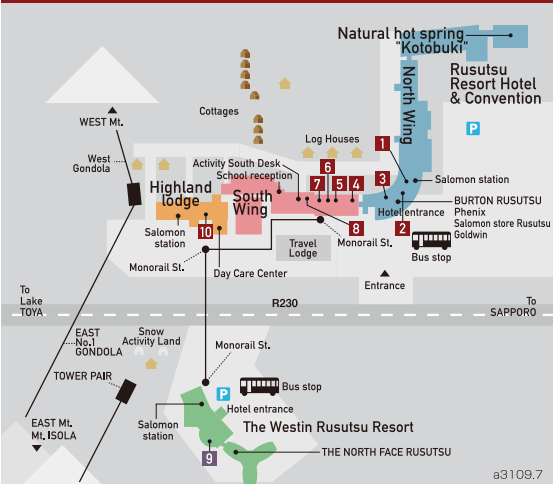 Natural hot spring
"Kotobuki"
North Wing
Rusutsu
Resort Hotel
& Convention
P
WEST Mt.
Cottages
West
Gondola
Log Houses
1
Activity South Desk
School reception
6
7
5
4
3
Salomon station
Highland
lodge
South
Wing
BURTON RUSUTSU
Phenix
Salomon store Rusutsu
Goldwin
Hotel entrance
2
8
10
Salomon
station
Monorail St.
Travel
Lodge
Monorail St.
Day Care Center
Bus stop
Entrance
To
Lake
TOYA
R230
To
SAPPORO
EAST
No.1
GONDOLA
Snow
Activity Land
Monorail St.
TOWER PAIR
P
Bus stop
Hotel entrance
Salomon
station
The Westin Rusutsu Resort
EAST Mt.
Mt. ISOLA
9
THE NORTH FACE RUSUTSU
a3109.7